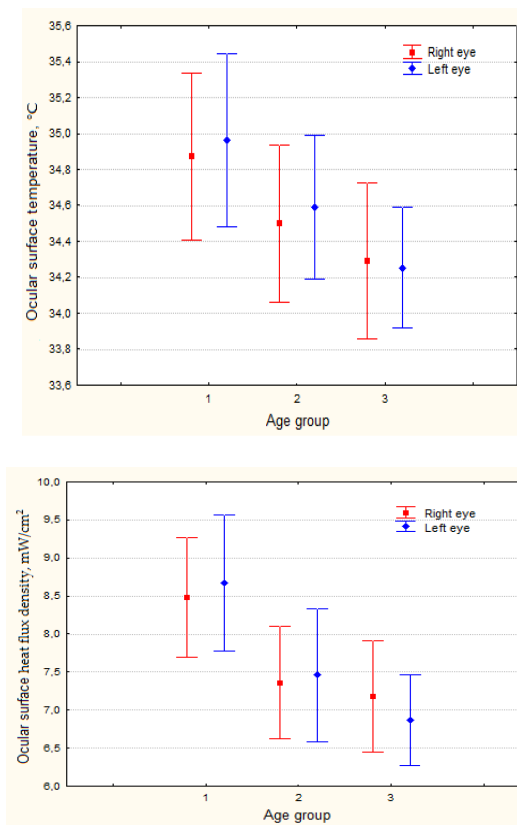 35,6
35,4
35,2
35,0
34,8
34,6
34,4
34,2
34,0
33,8
33,6
Ocular surface temperature, °C
Right eye
Left eye
1 2 3
Age group
10,0
9,5
9,0
8,5
8,0
7,5
7,0
6,5
6,0
Ocular surface heat flux density, mW/cm²
Right eye
Left eye
1 2 3
Age group